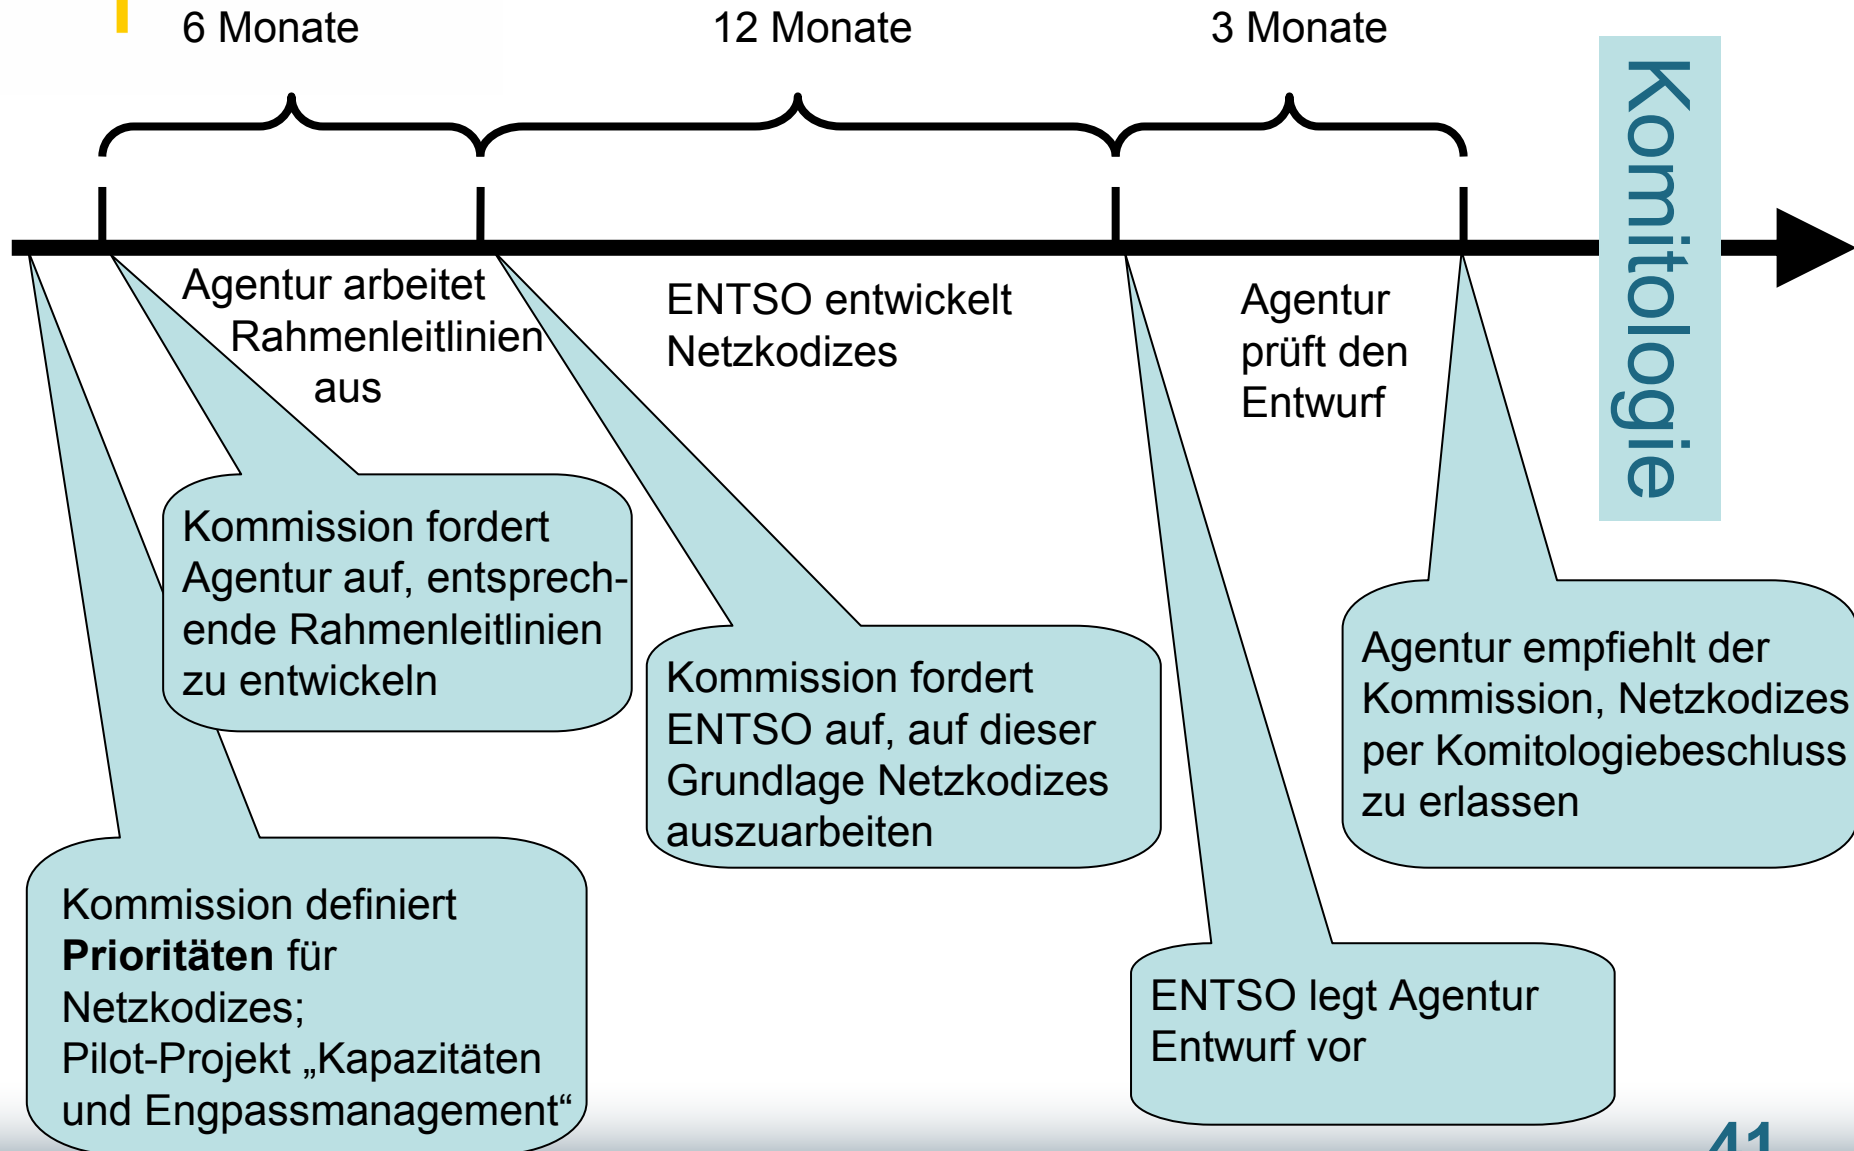 6 Monate
12 Monate
3 Monate
Komitologie
Agentur arbeitet
Rahmenleitlinien
aus
ENTSO entwickelt
Netzkodizes
Agentur
prüft den
Entwurf
Kommission fordert
Agentur auf, entsprech-
ende Rahmenleitlinien
zu entwickeln
Kommission fordert
ENTSO auf, auf dieser
Grundlage Netzkodizes
auszuarbeiten
Agentur empfiehlt der
Kommission, Netzkodizes
per Komitologiebeschluss
zu erlassen
Kommission definiert
Prioritäten für
Netzkodizes;
Pilot-Projekt „Kapazitäten
und Engpassmanagement“
ENTSO legt Agentur
Entwurf vor
41